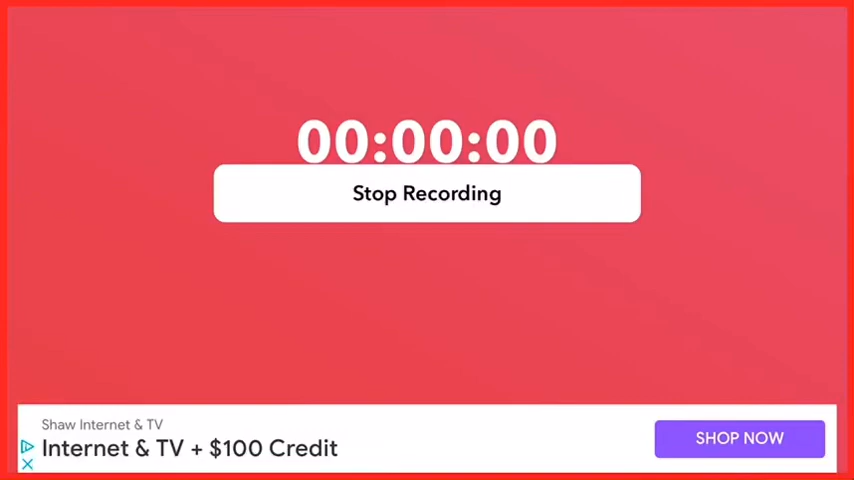 00:00:00
Stop Recording
Shaw Internet & TV
Internet & TV + $100 Credit
SHOP NOW